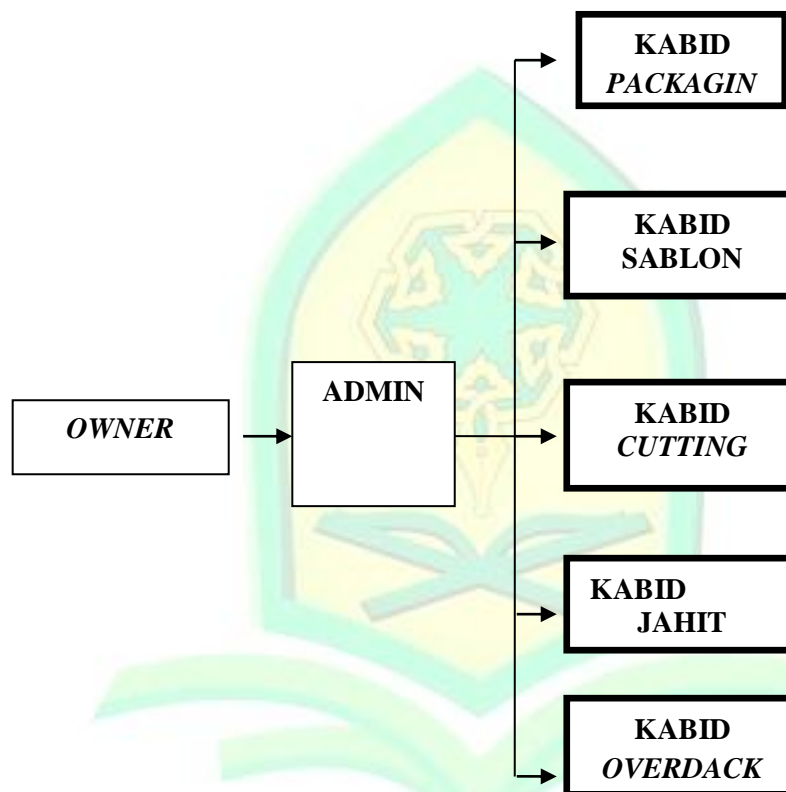 KABID
PACKAGIN
KABID
SABLON
ADMIN
OWNER
KABID
CUTTING
KABID
JAHIT
KABID
OVERDACK